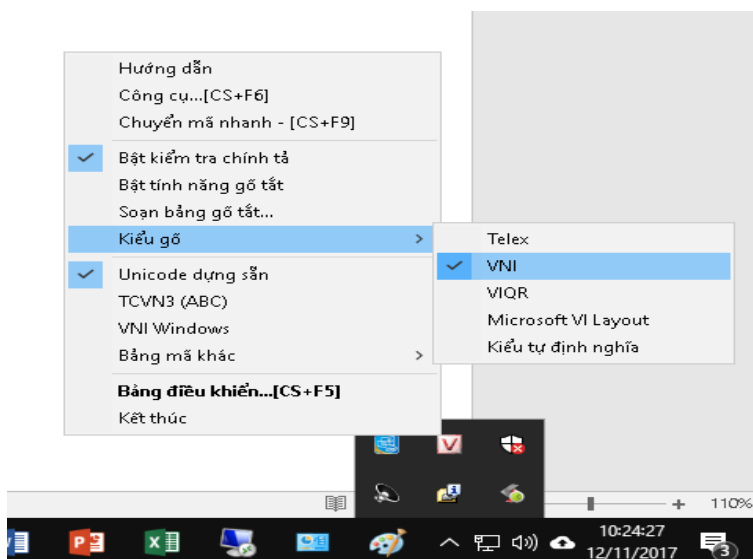 Hướng dẫn
Công cụ...[CS+F6]
Chuyển mã nhanh - [CS+F9]
Bật kiểm tra chính tả
Bật tính năng gõ tắt
Soạn bảng gõ tắt...
Kiểu gõ
Telex
VNI
VIQR
Microsoft VI Layout
Kiểu tự định nghĩa
Unicode dựng sẵn
TCVN3 (ABC)
VNI Windows
Bảng mã khác
Bảng điều khiển...[CS+F5]
Kết thúc
110%
10:24:27
12/11/2017
3